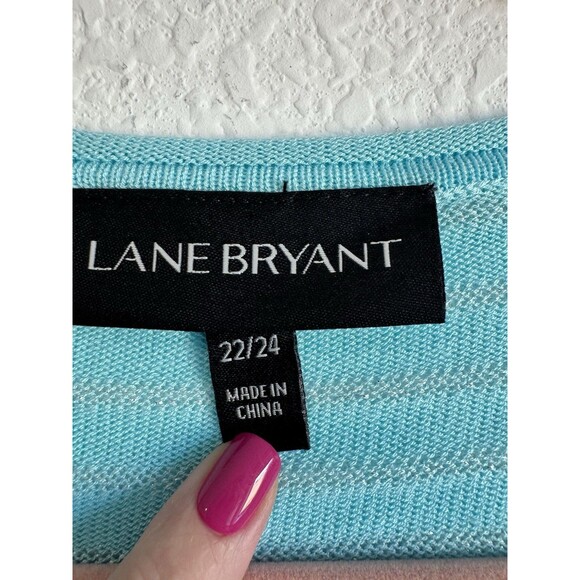 LANE BRYANT
22/24
MADE IN
CHINA